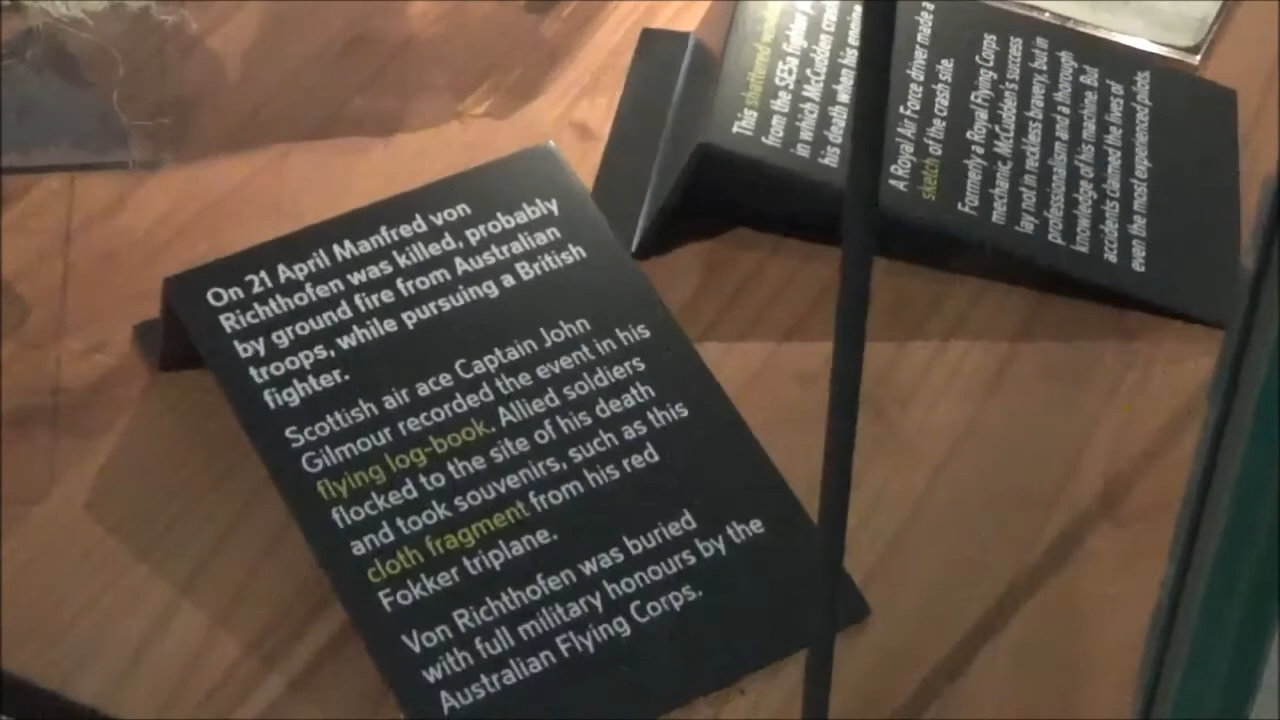 On 21 April Manfred von
Richthofen was killed, probably
by ground fire from Australian
troops, while pursuing a British
fighter.
Scottish air ace Captain John
Gilmour recorded the event in his
flying log-book. Allied soldiers
flocked to the site of his death
and took souvenirs, such as this
cloth fragment from his red
Fokker triplane.
Von Richthofen was buried
with full military honours by the
Australian Flying Corps.
This shattered
from the SE5a fighter
in which McCudden
his death when his engine
A Royal Air Force driver made a
sketch of the crash site.
Formerly a Royal Flying Corps
mechanic, McCudden's success
lay not in reckless bravery, but in
professionalism and a thorough
knowledge of his machine. But
accidents claimed the lives of
even the most experienced pilots.